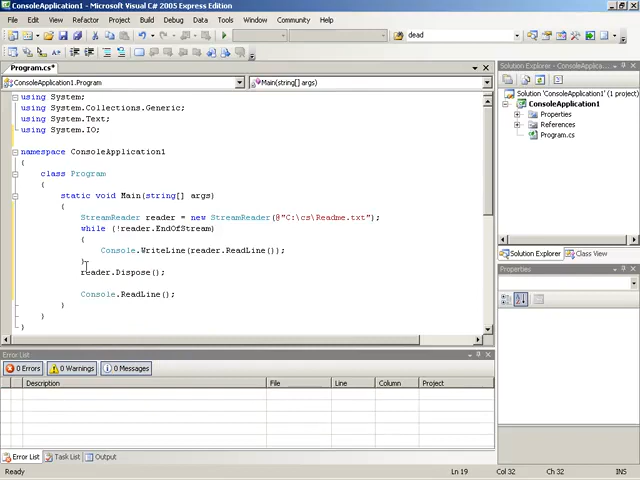 ConsoleApplication1 - Microsoft Visual C# 2005 Express Edition
File Edit View Refactor Project Build Debug Data Tools Window Community Help
dead
Program.cs*
ConsoleApplication1.Program
Main(string[] args)
using System;
using System.Collections.Generic;
using System.Text;
using System.IO;
namespace ConsoleApplication1
{
class Program
{
static void Main(string[] args)
{
StreamReader reader = new StreamReader(@"C:\cs\Readme.txt");
while (!reader.EndOfStream)
{
Console.WriteLine(reader.ReadLine());
}
reader.Dispose();
Console.ReadLine();
}
}
}
Solution Explorer - ConsoleApplica...
Solution 'ConsoleApplication1' (1 project)
ConsoleApplication1
Properties
References
Program.cs
Solution Explorer
Class View
Properties
Error List
0 Errors
0 Warnings
0 Messages
Description File Line Column Project
Error List
Task List
Output
Ready
Ln 19 Col 32 Ch 32 INS